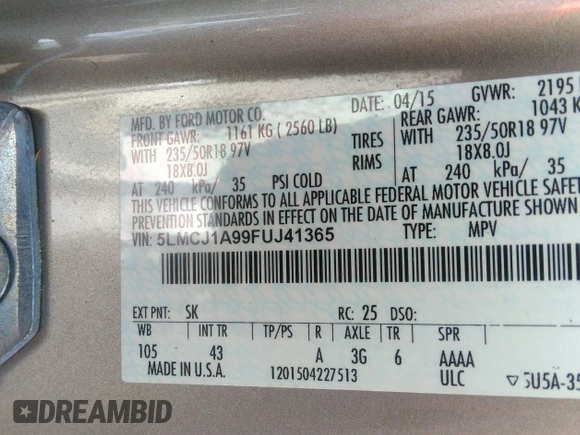 MFD. BY FORD MOTOR CO.
DATE: 04/15
GVWR: 2195
FRONT GAWR: 1161 KG ( 2560 LB)
REAR GAWR: 1043 K
WITH 235/50R18 97V TIRES WITH 235/50R18 97V
18X8.0J RIMS 18X8.0J
AT 240 kPa/ 35 PSI COLD AT 240 kPa/ 35
THIS VEHICLE CONFORMS TO ALL APPLICABLE FEDERAL MOTOR VEHICLE SAFET
PREVENTION STANDARDS IN EFFECT ON THE DATE OF MANUFACTURE SHOWN
VIN: 5LMCJ1A99FUJ41365 TYPE: MPV
EXT PNT: SK RC: 25 DSO:
WB INT TR TP/PS R AXLE TR SPR
105 43 A 3G 6 AAAA
MADE IN U.S.A. 1201504227513 ULC ▽5U5A-35
DREAMBID